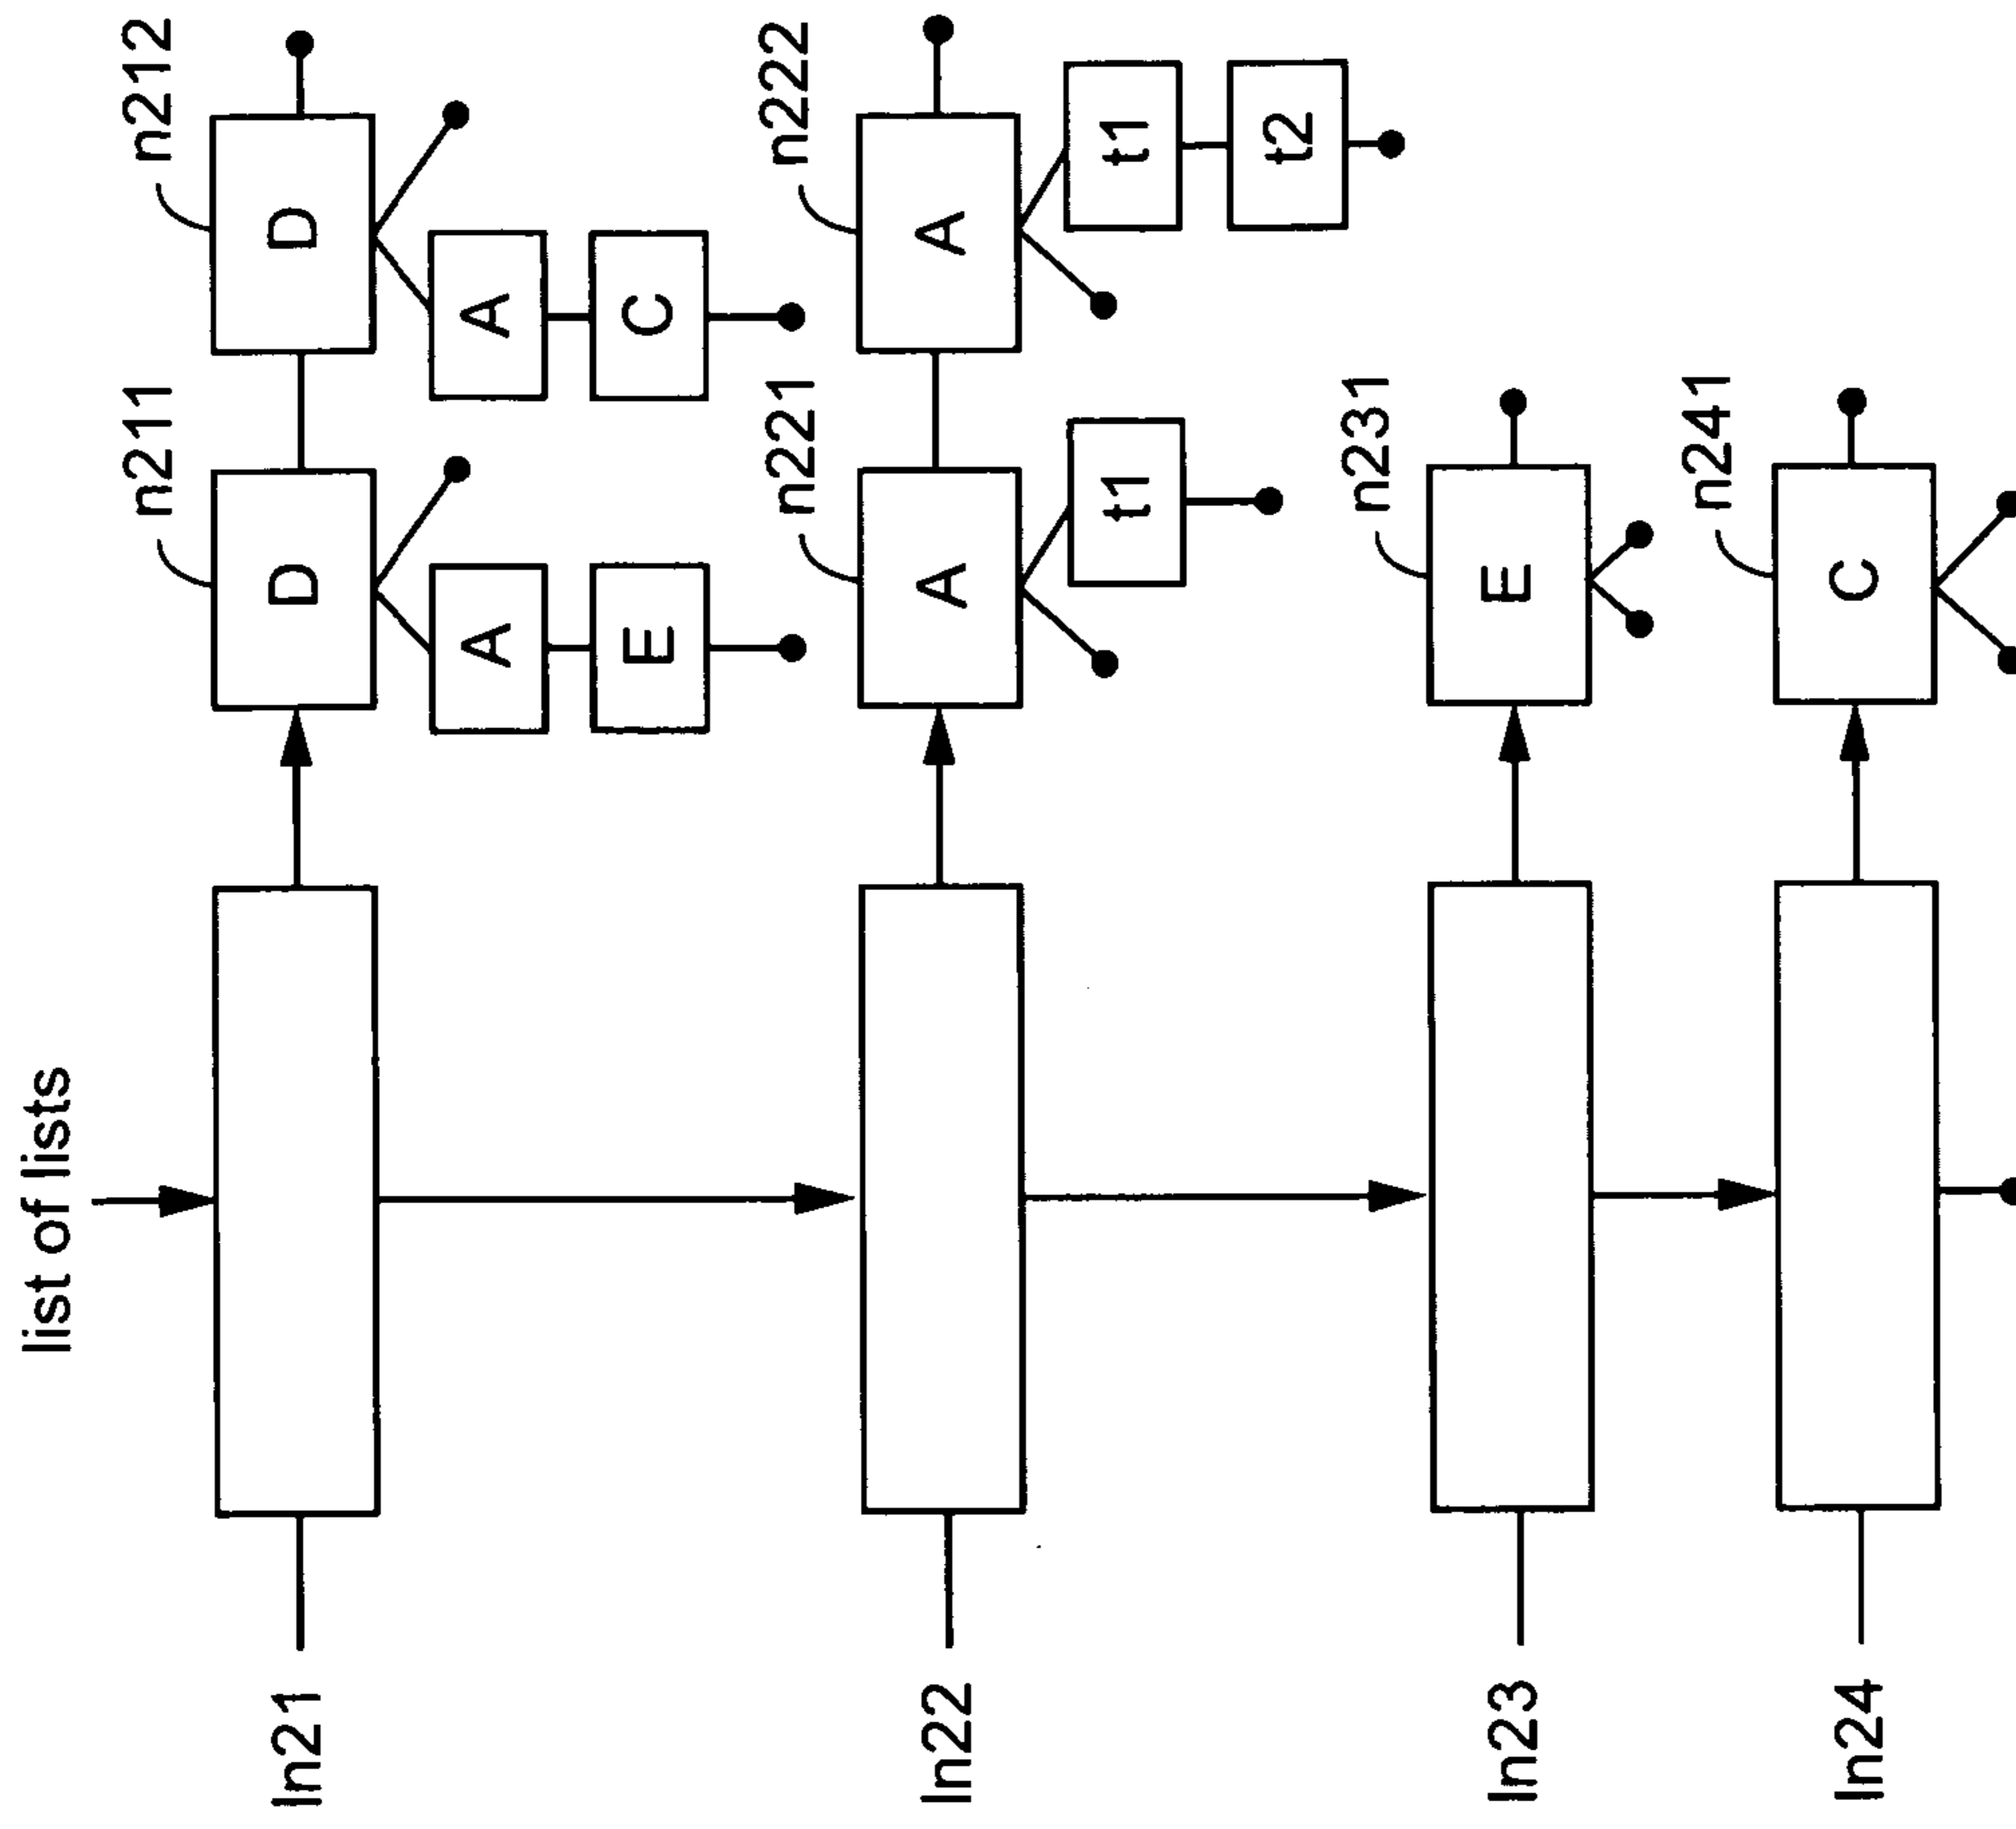 list of lists
n211
n212
ln21
D
D
A
A
E
C
n221
n222
ln22
A
A
t1
t1
t2
n231
ln23
E
n241
ln24
C